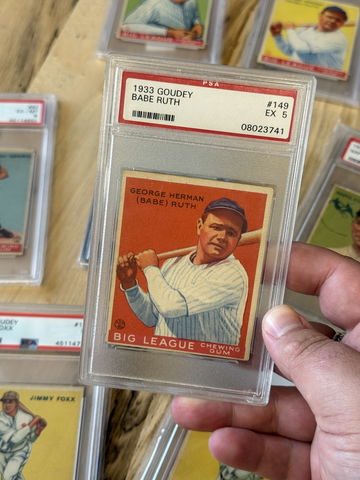 PSA
1933 GOUDEY
BABE RUTH
#149
EX 5
08023741
GEORGE HERMAN
(BABE) RUTH
BIG LEAGUE CHEWING GUM
JIMMY FOXX